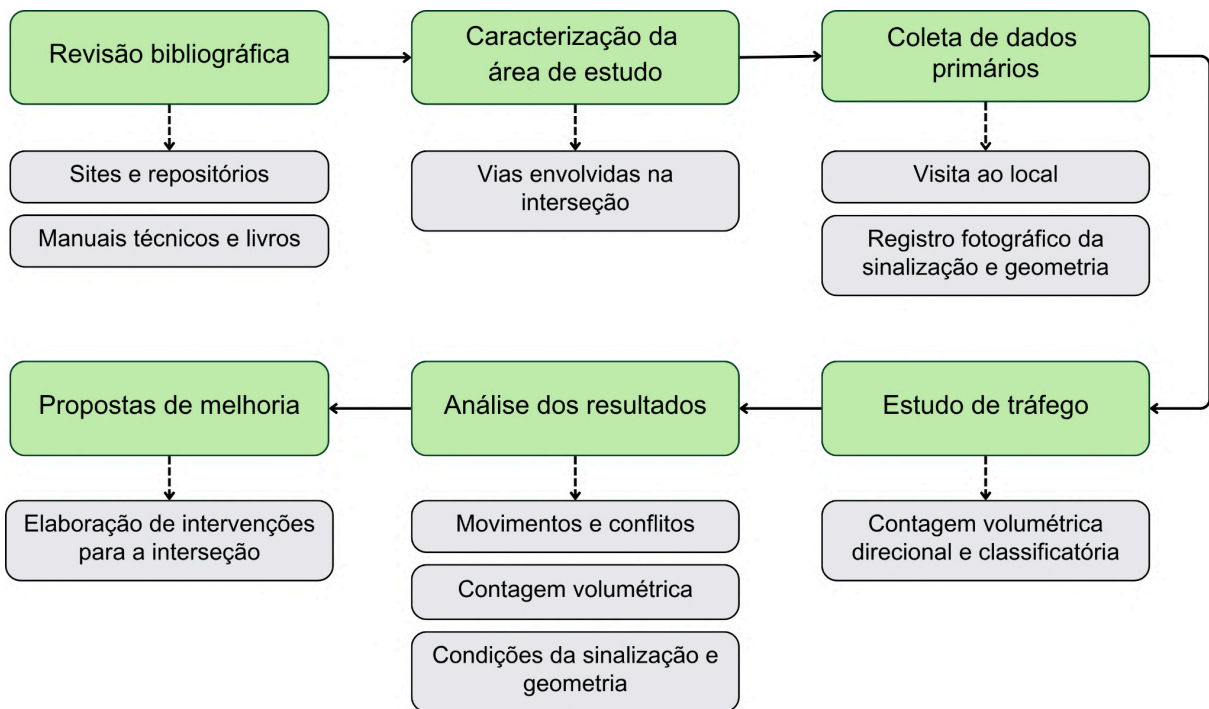 Revisão bibliográfica
Caracterização da
área de estudo
Coleta de dados
primários
Sites e repositórios
Manuais técnicos e livros
Vias envolvidas na
interseção
Visita ao local
Registro fotográfico da
sinalização e geometria
Propostas de melhoria
Análise dos resultados
Estudo de tráfego
Elaboração de intervenções
para a interseção
Movimentos e conflitos
Contagem volumétrica
Condições da sinalização e
geometria
Contagem volumétrica
direcional e classificatória